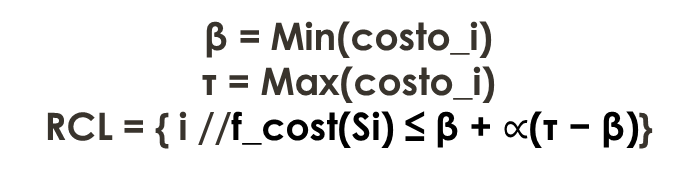 β = Min(costo_i)
τ = Max(costo_i)
RCL = { i //f_cost(Si) ≤ β + ∝(τ − β)}